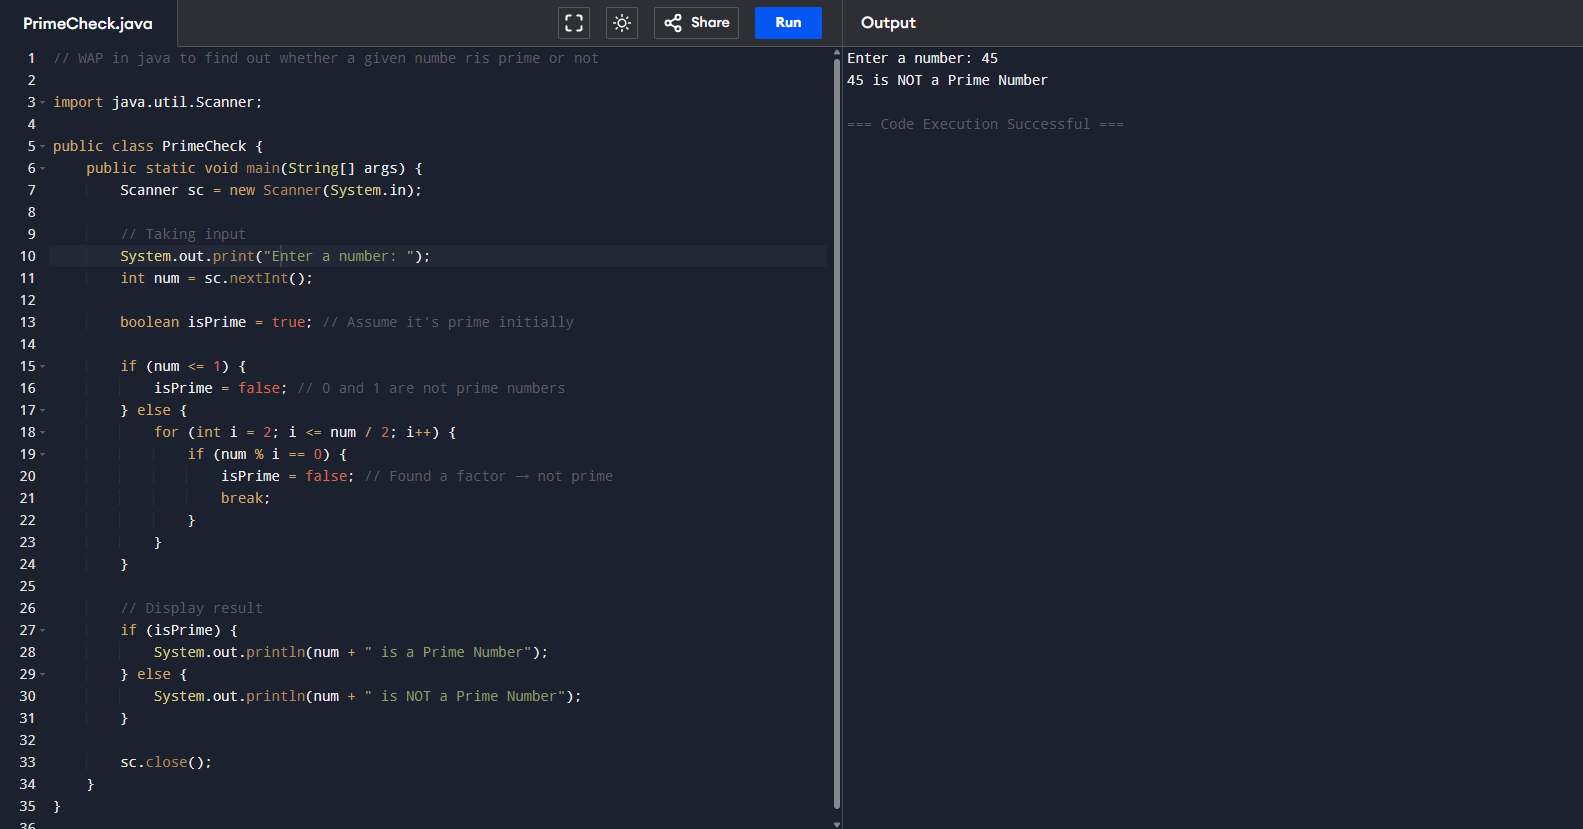 PrimeCheck.java
Share
Run
Output
1 // WAP in java to find out whether a given numbe ris prime or not
2
3 import java.util.Scanner;
4
5 public class PrimeCheck {
6     public static void main(String[] args) {
7         Scanner sc = new Scanner(System.in);
8
9         // Taking input
10         System.out.print("Enter a number: ");
11         int num = sc.nextInt();
12
13         boolean isPrime = true; // Assume it's prime initially
14
15         if (num <= 1) {
16             isPrime = false; // 0 and 1 are not prime numbers
17         } else {
18             for (int i = 2; i <= num / 2; i++) {
19                 if (num % i == 0) {
20                     isPrime = false; // Found a factor → not prime
21                     break;
22                 }
23             }
24         }
25
26         // Display result
27         if (isPrime) {
28             System.out.println(num + " is a Prime Number");
29         } else {
30             System.out.println(num + " is NOT a Prime Number");
31         }
32
33         sc.close();
34     }
35 }
36
Enter a number: 45
45 is NOT a Prime Number
=== Code Execution Successful ===